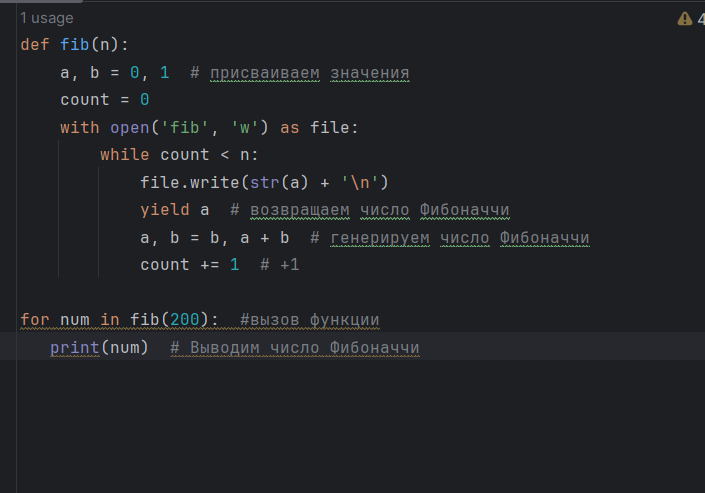 1 usage
4
def fib(n):
    a, b = 0, 1  # присваиваем значения
    count = 0
    with open('fib', 'w') as file:
        while count < n:
            file.write(str(a) + '\n')
            yield a  # возвращаем число Фибоначчи
            a, b = b, a + b  # генерируем число Фибоначчи
            count += 1  # +1
for num in fib(200):  #вызов функции
   print(num)  # Выводим число Фибоначчи